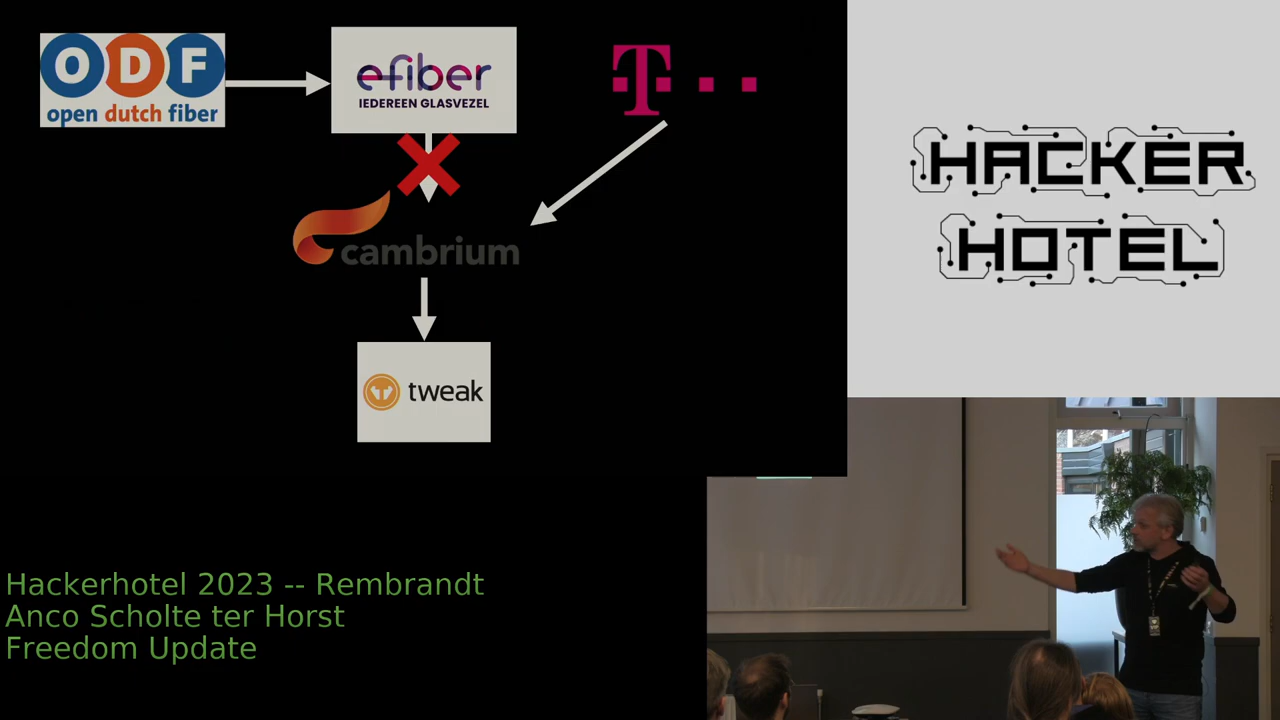 ODF
open dutch fiber
efiber
IEDEREEN GLASVEZEL
T
cambrium
tweak
HACKER
HOTEL
Hackerhotel 2023 -- Rembrandt
Anco Scholte ter Horst
Freedom Update